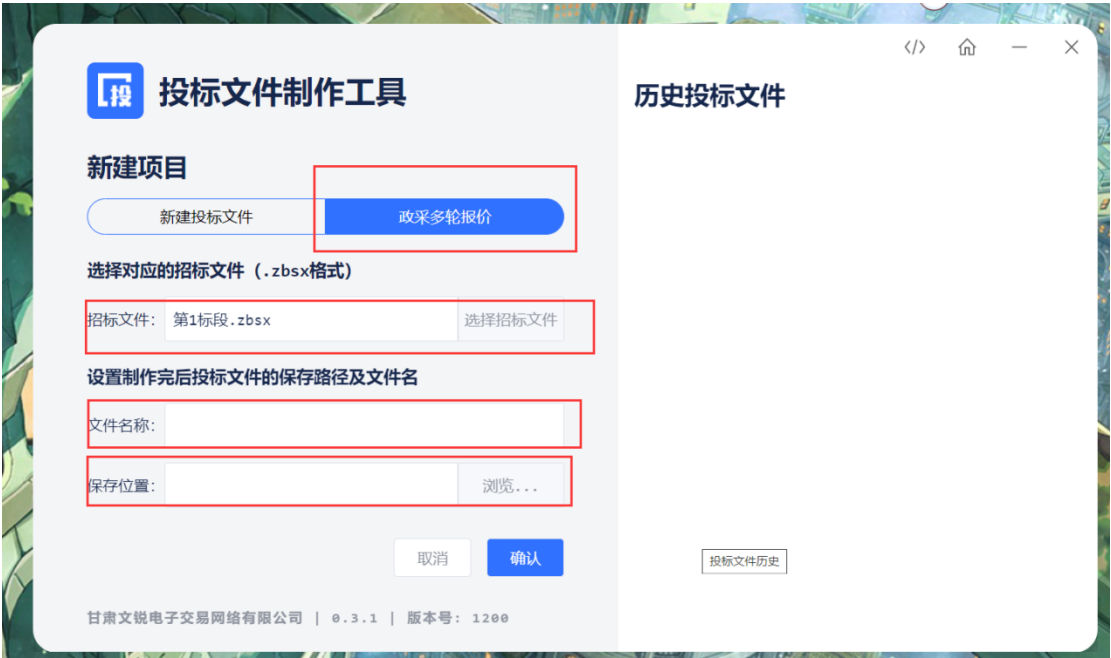 投
投标文件制作工具
新建项目
新建投标文件
政采多轮报价
选择对应的招标文件（.zbsx格式）
招标文件：
第1标段.zbsx
选择招标文件
设置制作完后投标文件的保存路径及文件名
文件名称：
保存位置：
浏览...
取消
确认
甘肃文锐电子交易网络有限公司 | 0.3.1 | 版本号: 1200
历史投标文件
投标文件历史